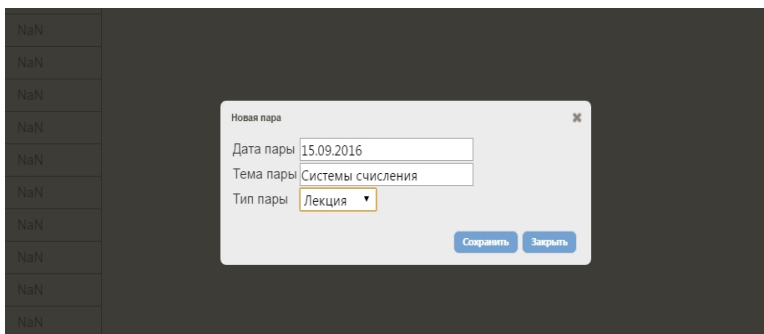 NaN
NaN
NaN
NaN
NaN
NaN
NaN
NaN
NaN
NaN
Новая пара
Дата пары 15.09.2016
Тема пары Системы счисления
Тип пары Лекция
Сохранить Закрыть